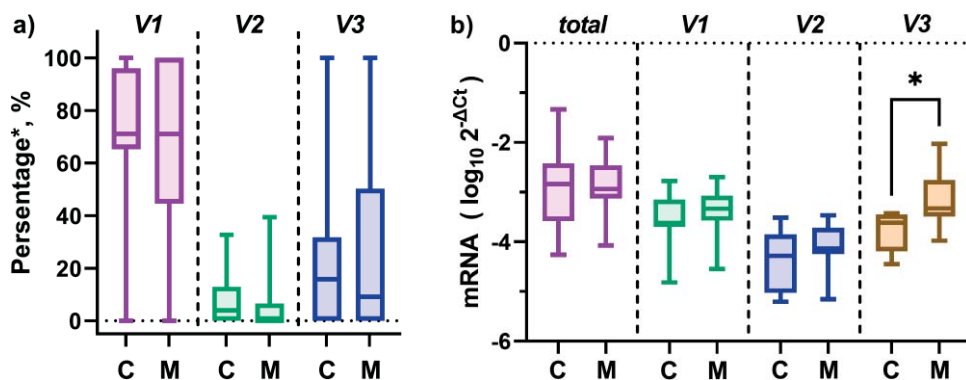 a) V1 V2 V3
Persentage*, %
100
80
60
40
20
0
C M C M C M
b) total V1 V2 V3
mRNA ( log₁₀ 2⁻ΔCt)
0
-2
-4
-6
*
C M C M C M C M